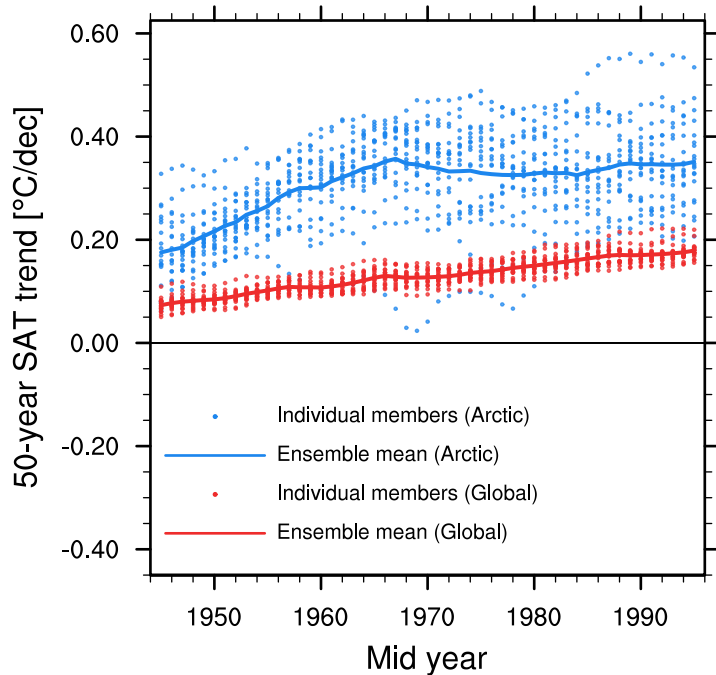 0.60
0.40
0.20
0.00
-0.20
-0.40
50-year SAT trend [°C/dec]
Individual members (Arctic)
Ensemble mean (Arctic)
Individual members (Global)
Ensemble mean (Global)
1950 1960 1970 1980 1990
Mid year